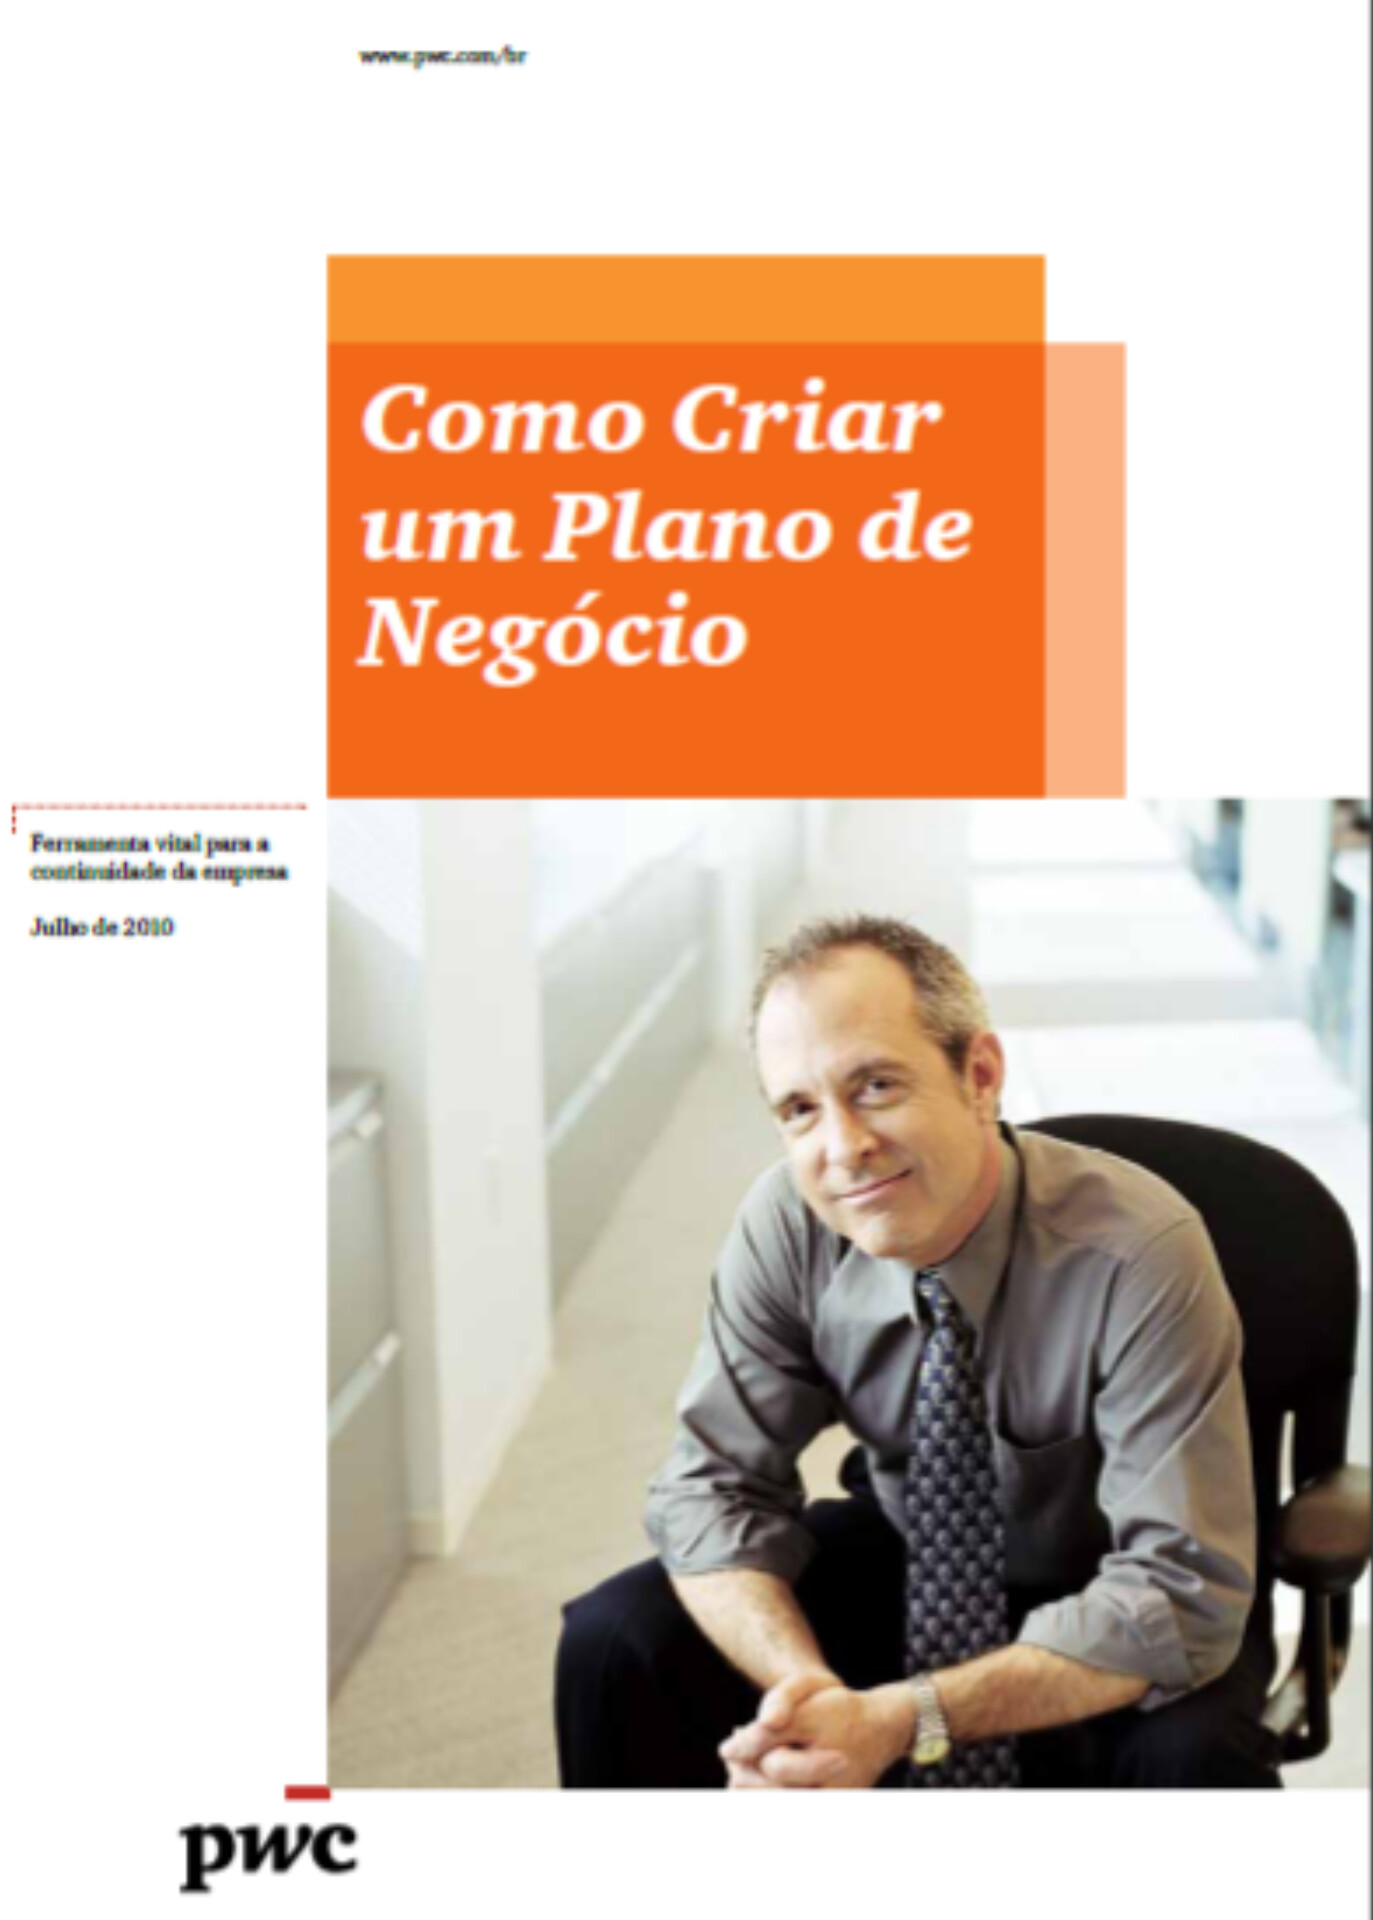 www.pwc.com/br
Como Criar
um Plano de
Negócio
Ferramenta vital para a
continuidade da empresa
Julho de 2010
pwc